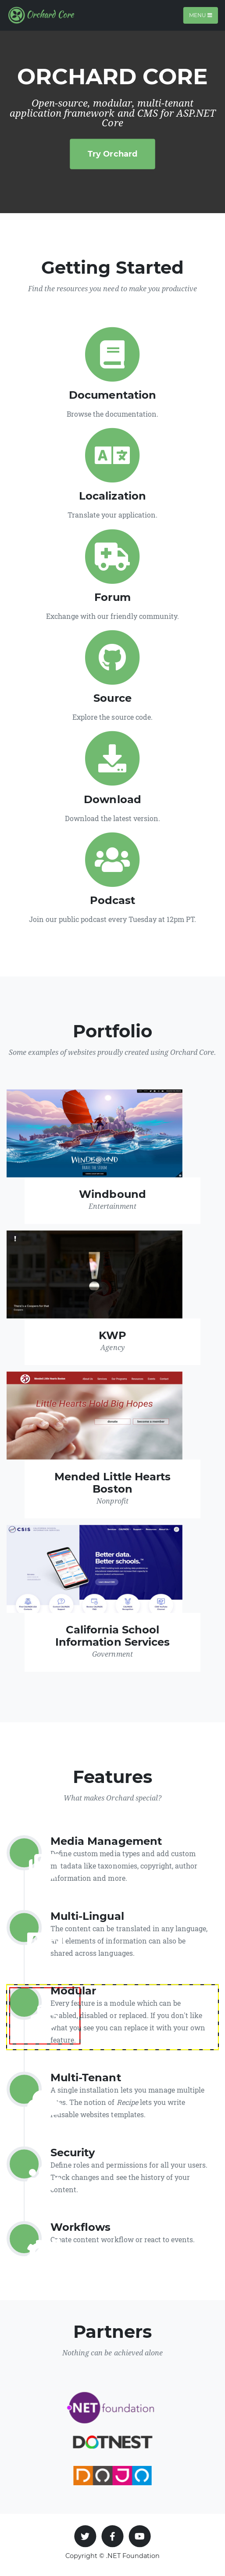 Orchard Core
MENU
ORCHARD CORE
Open-source, modular, multi-tenant
application framework and CMS for ASP.NET
Core
Try Orchard
Getting Started
Find the resources you need to make you productive
Documentation
Browse the documentation.
Localization
Translate your application.
Forum
Exchange with our friendly community.
Source
Explore the source code.
Download
Download the latest version.
Podcast
Join our public podcast every Tuesday at 12pm PT.
Portfolio
Some examples of websites proudly created using Orchard Core.
WINDBOUND
Windbound
Entertainment
KWP
Agency
Little Hearts Hold Big Hopes
Mended Little Hearts
Boston
Nonprofit
CSIS
Better data.
Better schools.
California School
Information Services
Government
Features
What makes Orchard special?
Media Management
Define custom media types and add custom
metadata like taxonomies, copyright, author
information and more.
Multi-Lingual
The content can be translated in any language,
elements of information can also be
shared across languages.
Modular
Every feature is a module which can be
enabled, disabled or replaced. If you don't like
what you see you can replace it with your own
feature.
Multi-Tenant
A single installation lets you manage multiple
The notion of Recipe lets you write
reusable websites templates.
Security
Define roles and permissions for all your users.
Track changes and see the history of your
content.
Workflows
Create content workflow or react to events.
Partners
Nothing can be achieved alone
.NET foundation
DOTNEST
DOJO
Copyright © .NET Foundation